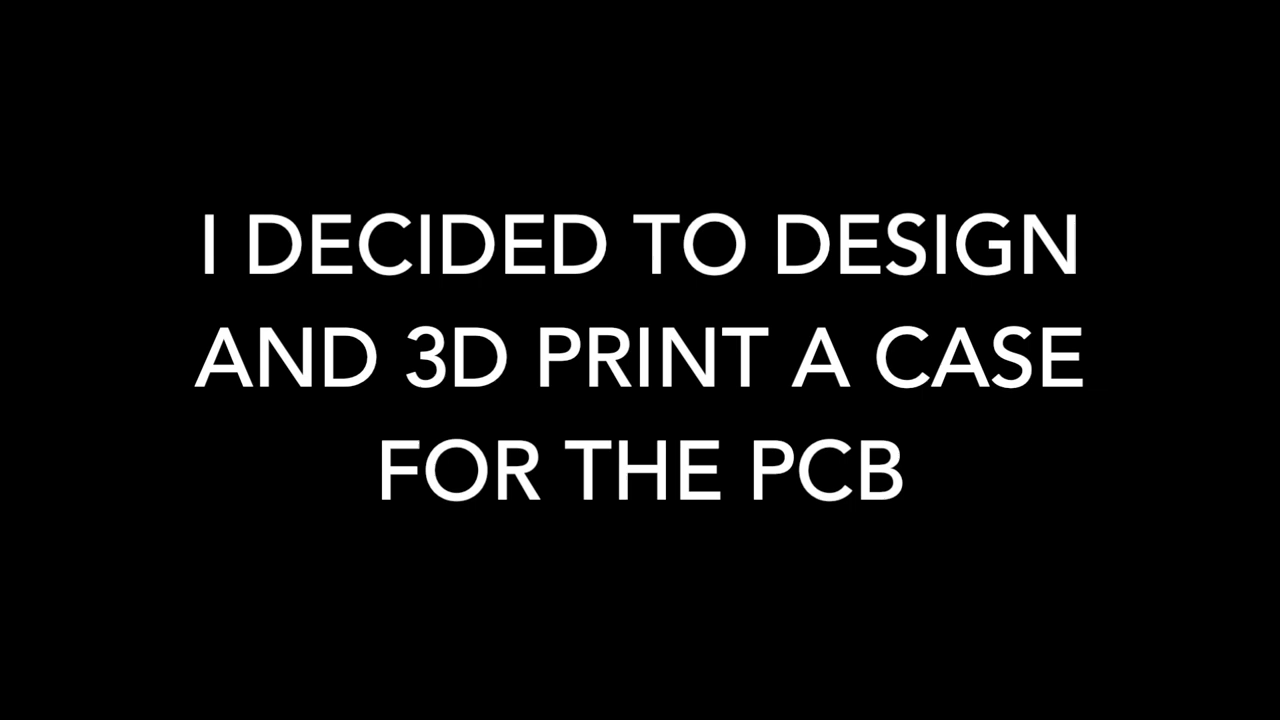 I DECIDED TO DESIGN
AND 3D PRINT A CASE
FOR THE PCB